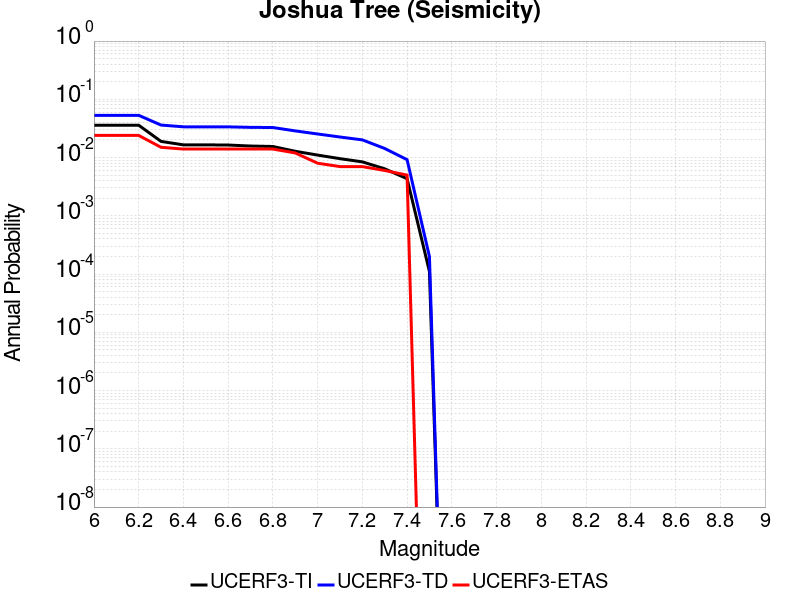 Joshua Tree (Seismicity)
10^0
10^-1
10^-2
10^-3
10^-4
10^-5
10^-6
10^-7
10^-8
Annual Probability
6 6.2 6.4 6.6 6.8 7 7.2 7.4 7.6 7.8 8 8.2 8.4 8.6 8.8 9
Magnitude
UCERF3-TI UCERF3-TD UCERF3-ETAS